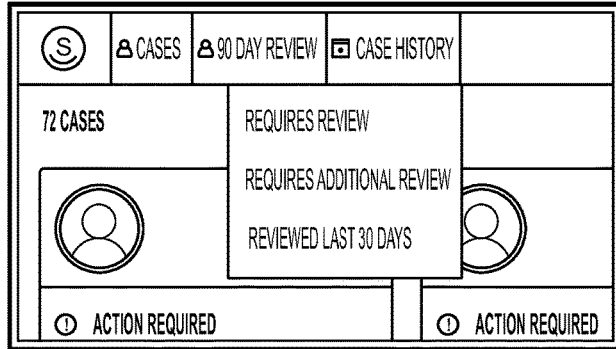 S CASES 90 DAY REVIEW CASE HISTORY
72 CASES
REQUIRES REVIEW
REQUIRES ADDITIONAL REVIEW
REVIEWED LAST 30 DAYS
! ACTION REQUIRED ! ACTION REQUIRED